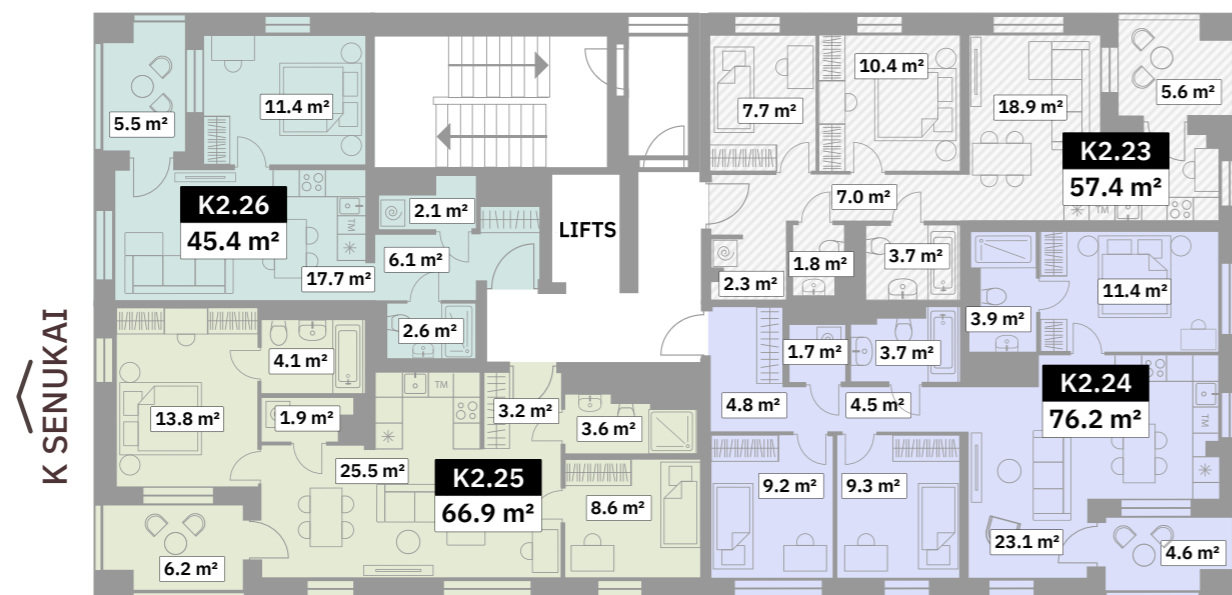 5.5 m²
11.4 m²
K2.26
45.4 m²
17.7 m²
TM
2.1 m²
6.1 m²
2.6 m²
LIFTS
7.7 m²
10.4 m²
18.9 m²
5.6 m²
K2.23
57.4 m²
TM
7.0 m²
2.3 m²
1.8 m²
3.7 m²
K SENUKAI
13.8 m²
4.1 m²
1.9 m²
TM
3.2 m²
3.6 m²
25.5 m²
K2.25
66.9 m²
8.6 m²
6.2 m²
4.8 m²
1.7 m²
3.7 m²
4.5 m²
3.9 m²
11.4 m²
K2.24
76.2 m²
TM
9.2 m²
9.3 m²
23.1 m²
4.6 m²